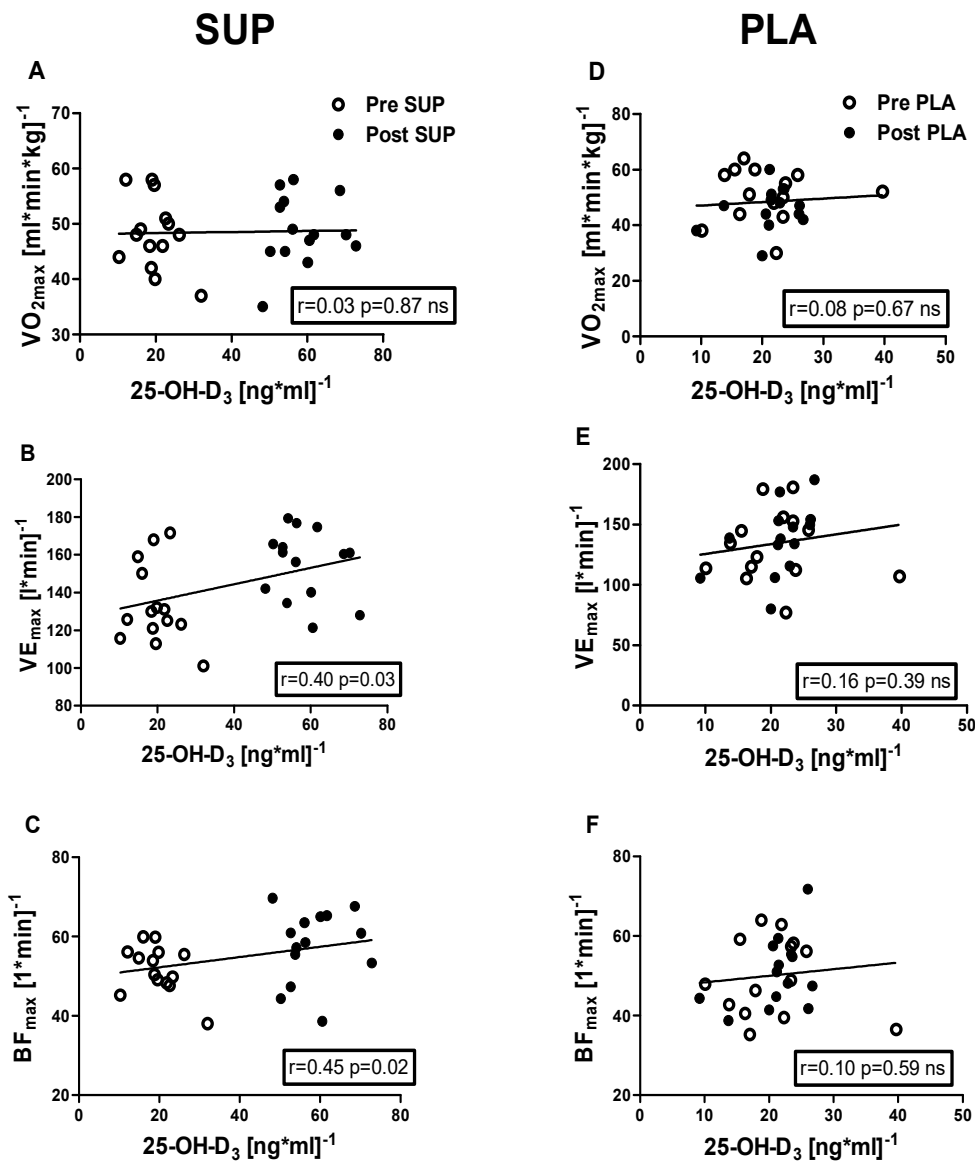 SUP
PLA
A
VO2max [ml*min*kg]-1
70
60
50
40
30
Pre SUP
Post SUP
r=0.03 p=0.87 ns
0 20 40 60 80
25-OH-D3 [ng*ml]-1
D
VO2max [ml*min*kg]-1
80
60
40
20
0
Pre PLA
Post PLA
r=0.08 p=0.67 ns
0 10 20 30 40 50
25-OH-D3 [ng*ml]-1
B
VEmax [l*min]-1
200
180
160
140
120
100
80
r=0.40 p=0.03
0 20 40 60 80
25-OH-D3 [ng*ml]-1
E
VEmax [l*min]-1
200
150
100
50
0
r=0.16 p=0.39 ns
0 10 20 30 40 50
25-OH-D3 [ng*ml]-1
C
BFmax [1*min]-1
80
60
40
20
r=0.45 p=0.02
0 20 40 60 80
25-OH-D3 [ng*ml]-1
F
BFmax [1*min]-1
80
60
40
20
r=0.10 p=0.59 ns
0 10 20 30 40 50
25-OH-D3 [ng*ml]-1